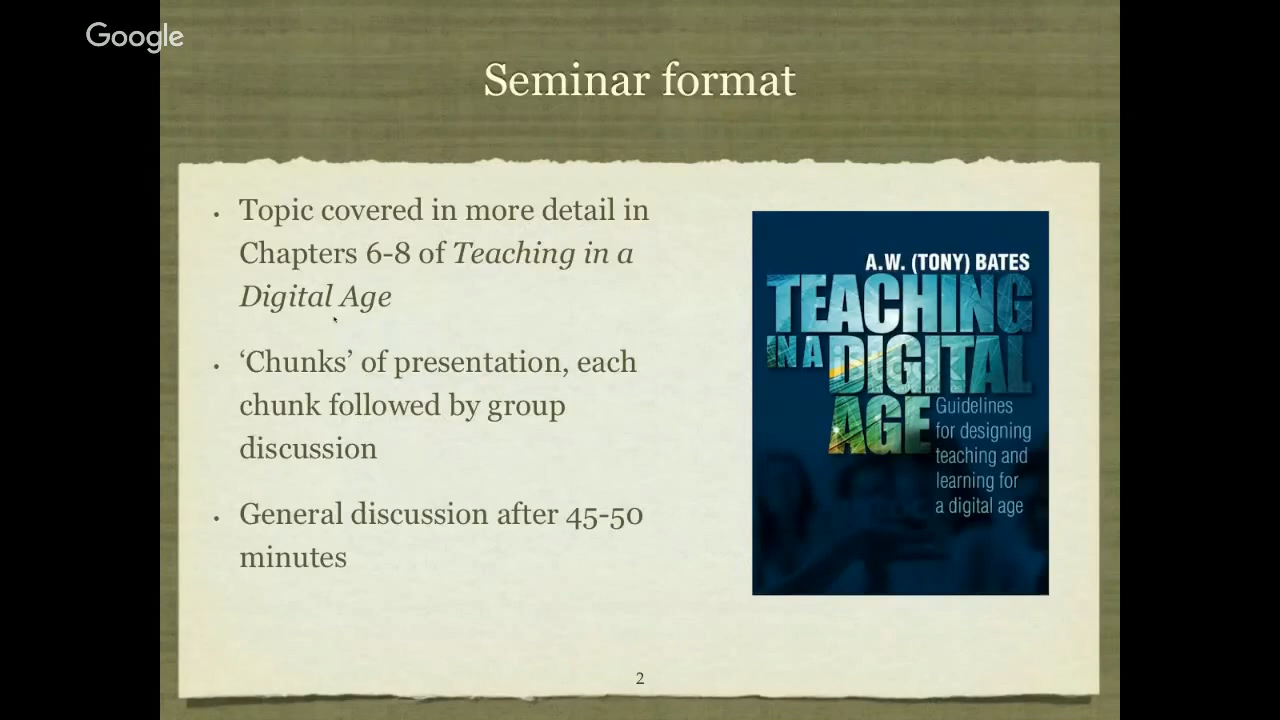 Google
Seminar format
• Topic covered in more detail in
Chapters 6-8 of Teaching in a
Digital Age
• ‘Chunks’ of presentation, each
chunk followed by group
discussion
• General discussion after 45-50
minutes
A.W. (TONY) BATES
TEACHING
IN A DIGITAL
AGE
Guidelines
for designing
teaching and
learning for
a digital age
2